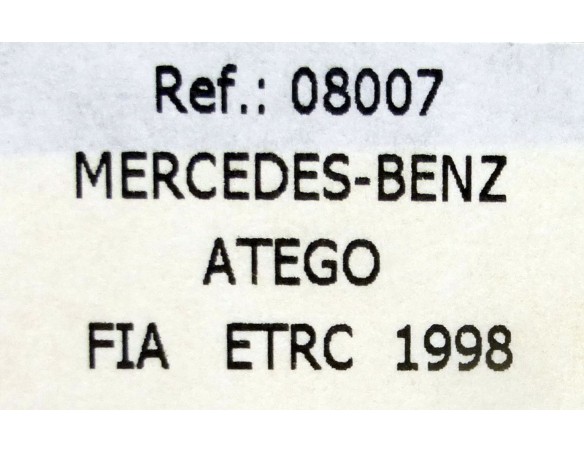 Ref.: 08007
MERCEDES-BENZ
ATEGO
FIA ETRC 1998